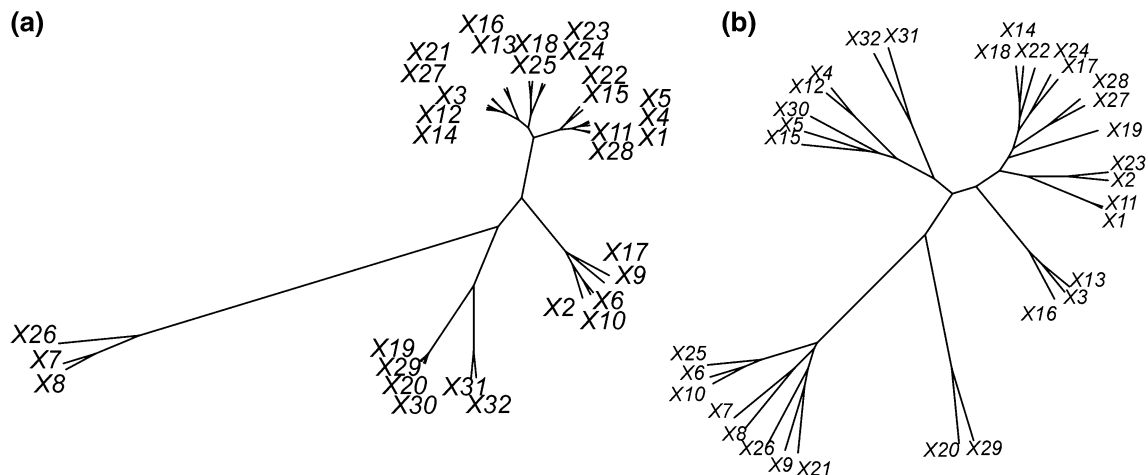 (a)
X16 X23
X13 X18 X24
X21 X25
X27 X22
X3 X15 X5
X12 X4
X14 X11 X1
X28
X17
X9
X2 X6
X10
X26
X7
X8
X19
X29
X20 X31
X30 X32
(b)
X14
X32 X31 X18 X22 X24
X4 X17
X12 X28
X30 X27
X5 X19
X15
X23
X2
X11
X1
X13
X3
X16
X25
X6
X10
X7
X8
X26 X20 X29
X9 X21